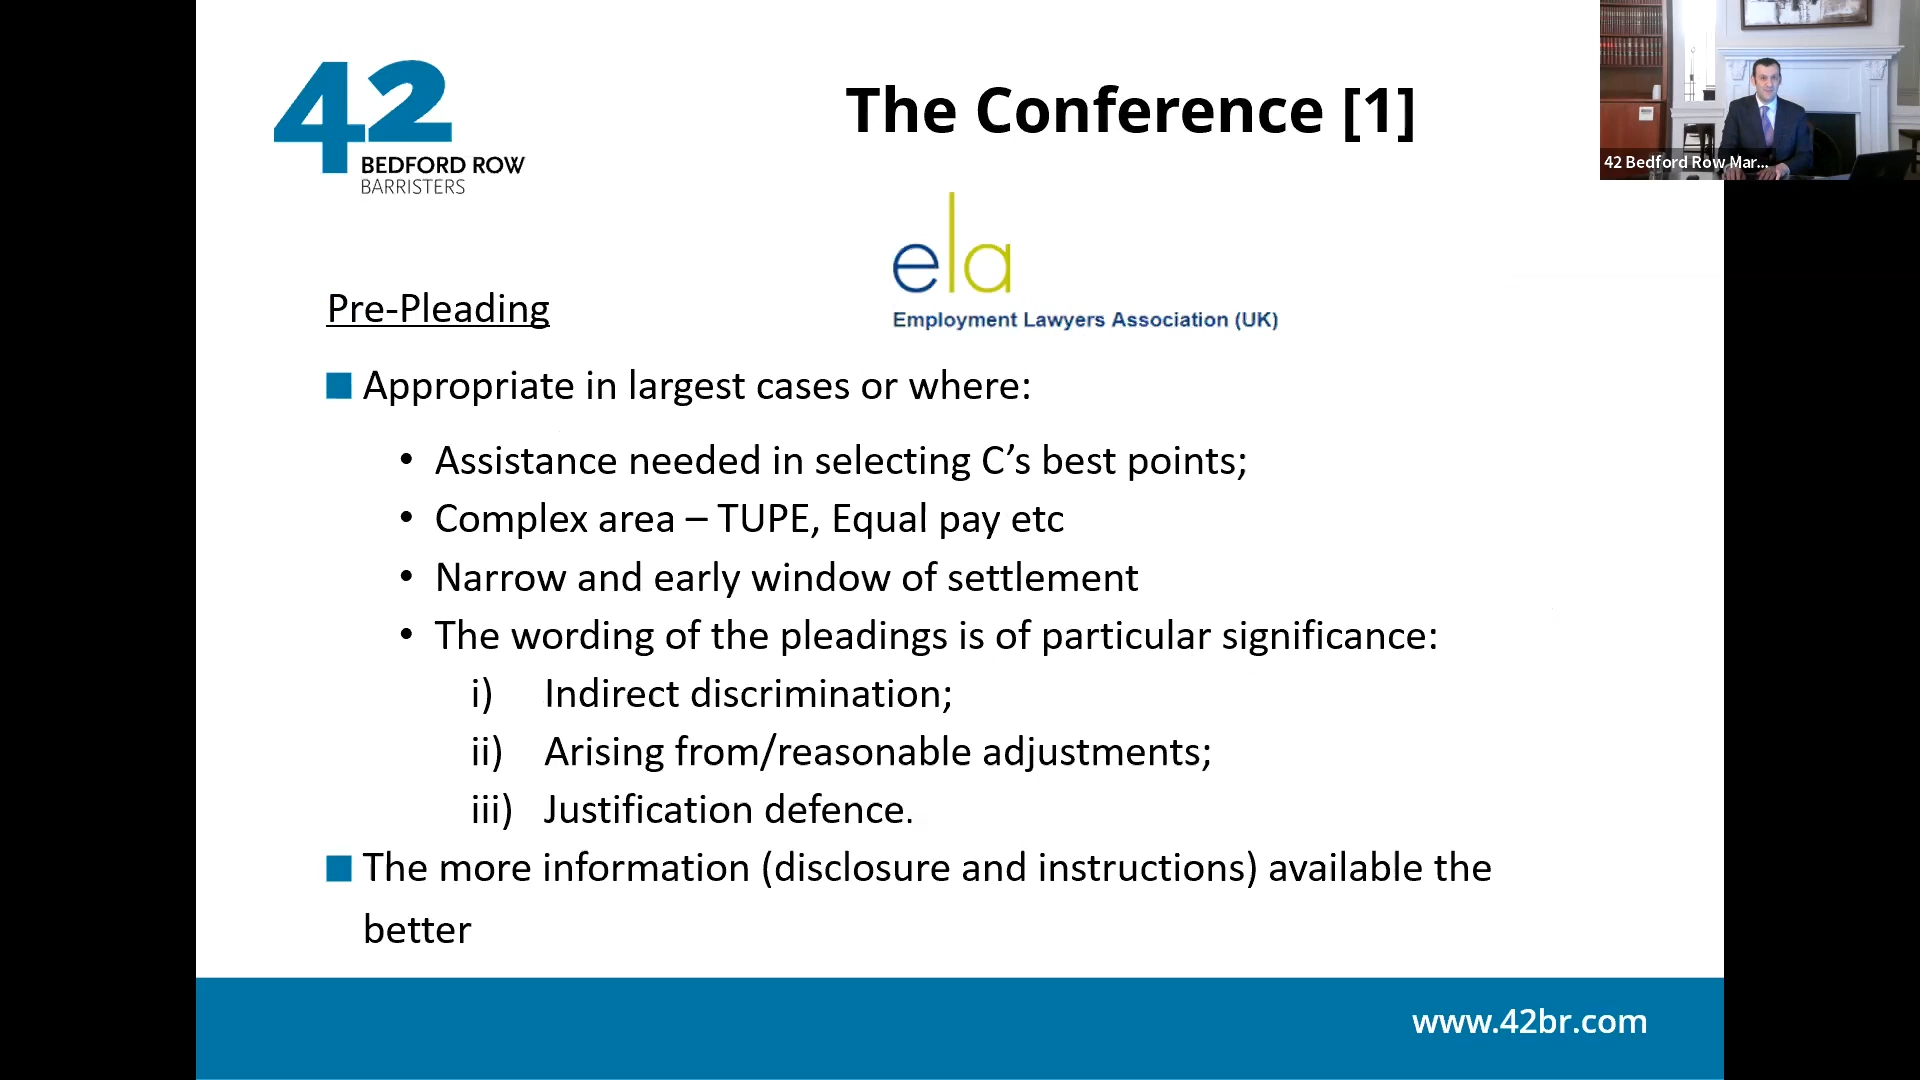 42
BEDFORD ROW
BARRISTERS
The Conference [1]
42 Bedford Row Mar...
ela
Employment Lawyers Association (UK)
Pre-Pleading
Appropriate in largest cases or where:
• Assistance needed in selecting C’s best points;
• Complex area – TUPE, Equal pay etc
• Narrow and early window of settlement
• The wording of the pleadings is of particular significance:
i) Indirect discrimination;
ii) Arising from/reasonable adjustments;
iii) Justification defence.
The more information (disclosure and instructions) available the
better
www.42br.com